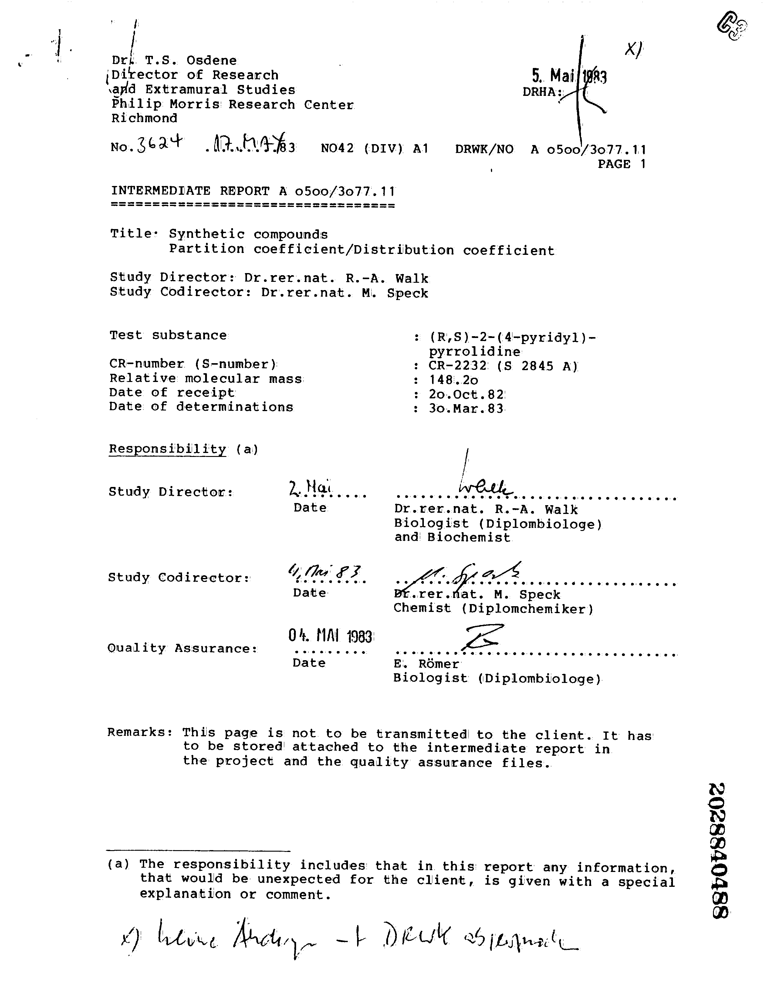 C3
Dr. T.S. Osdene
Director of Research
and Extramural Studies
Philip Morris Research Center
Richmond
5. Mai 1983
x)
DRHA:
No. 3624 .17. MAY 83 NO42 (DIV) A1 DRWK/NO A o5oo/3o77.11
PAGE 1
INTERMEDIATE REPORT A o5oo/3o77.11
==================================
Title: Synthetic compounds
Partition coefficient/Distribution coefficient
Study Director: Dr.rer.nat. R.-A. Walk
Study Codirector: Dr.rer.nat. M. Speck
Test substance : (R,S)-2-(4-pyridyl)-
pyrrolidine
CR-number (S-number) : CR-2232 (S 2845 A)
Relative molecular mass : 148.2o
Date of receipt : 2o.Oct.82
Date of determinations : 3o.Mar.83
Responsibility (a)
Study Director: 2. Mai ..... Walk
Date Dr.rer.nat. R.-A. Walk
Biologist (Diplombiologe)
and Biochemist
Study Codirector: 4. Mai 83 M. Speck
Date Dr.rer.nat. M. Speck
Chemist (Diplomchemiker)
04. MAI 1983
Quality Assurance: ......... 
Date E. Römer
Biologist (Diplombiologe)
Remarks: This page is not to be transmitted to the client. It has
to be stored attached to the intermediate report in
the project and the quality assurance files.
(a) The responsibility includes that in this report any information,
that would be unexpected for the client, is given with a special
explanation or comment.
x) keine DRWK
2028840488